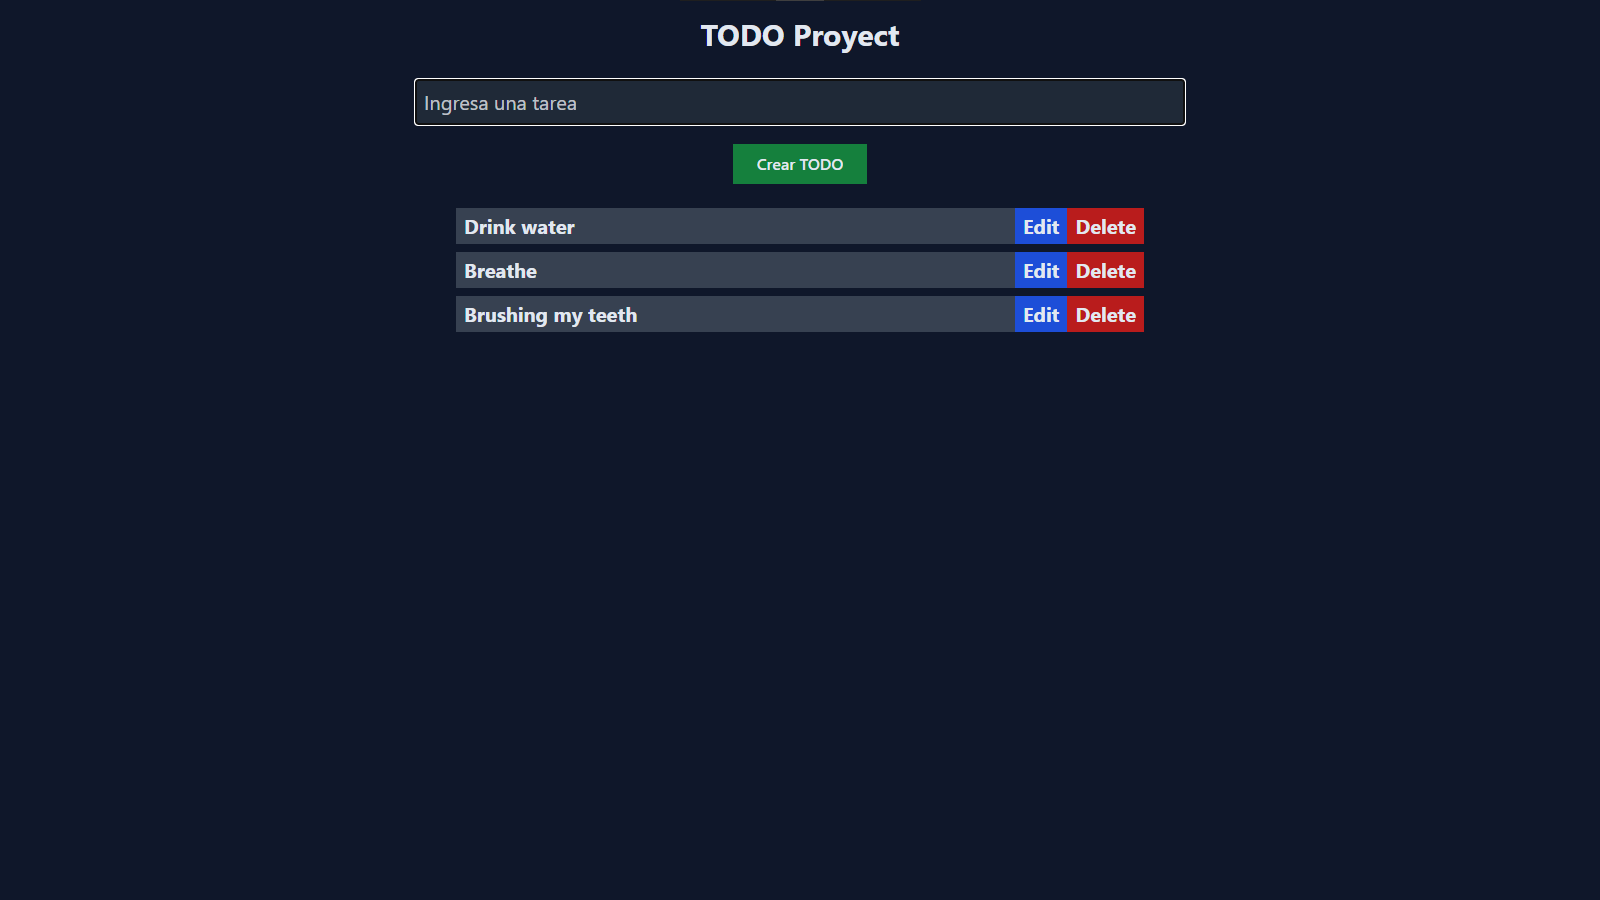 TODO Proyect
Ingresa una tarea
Crear TODO
Drink water Edit Delete
Breathe Edit Delete
Brushing my teeth Edit Delete